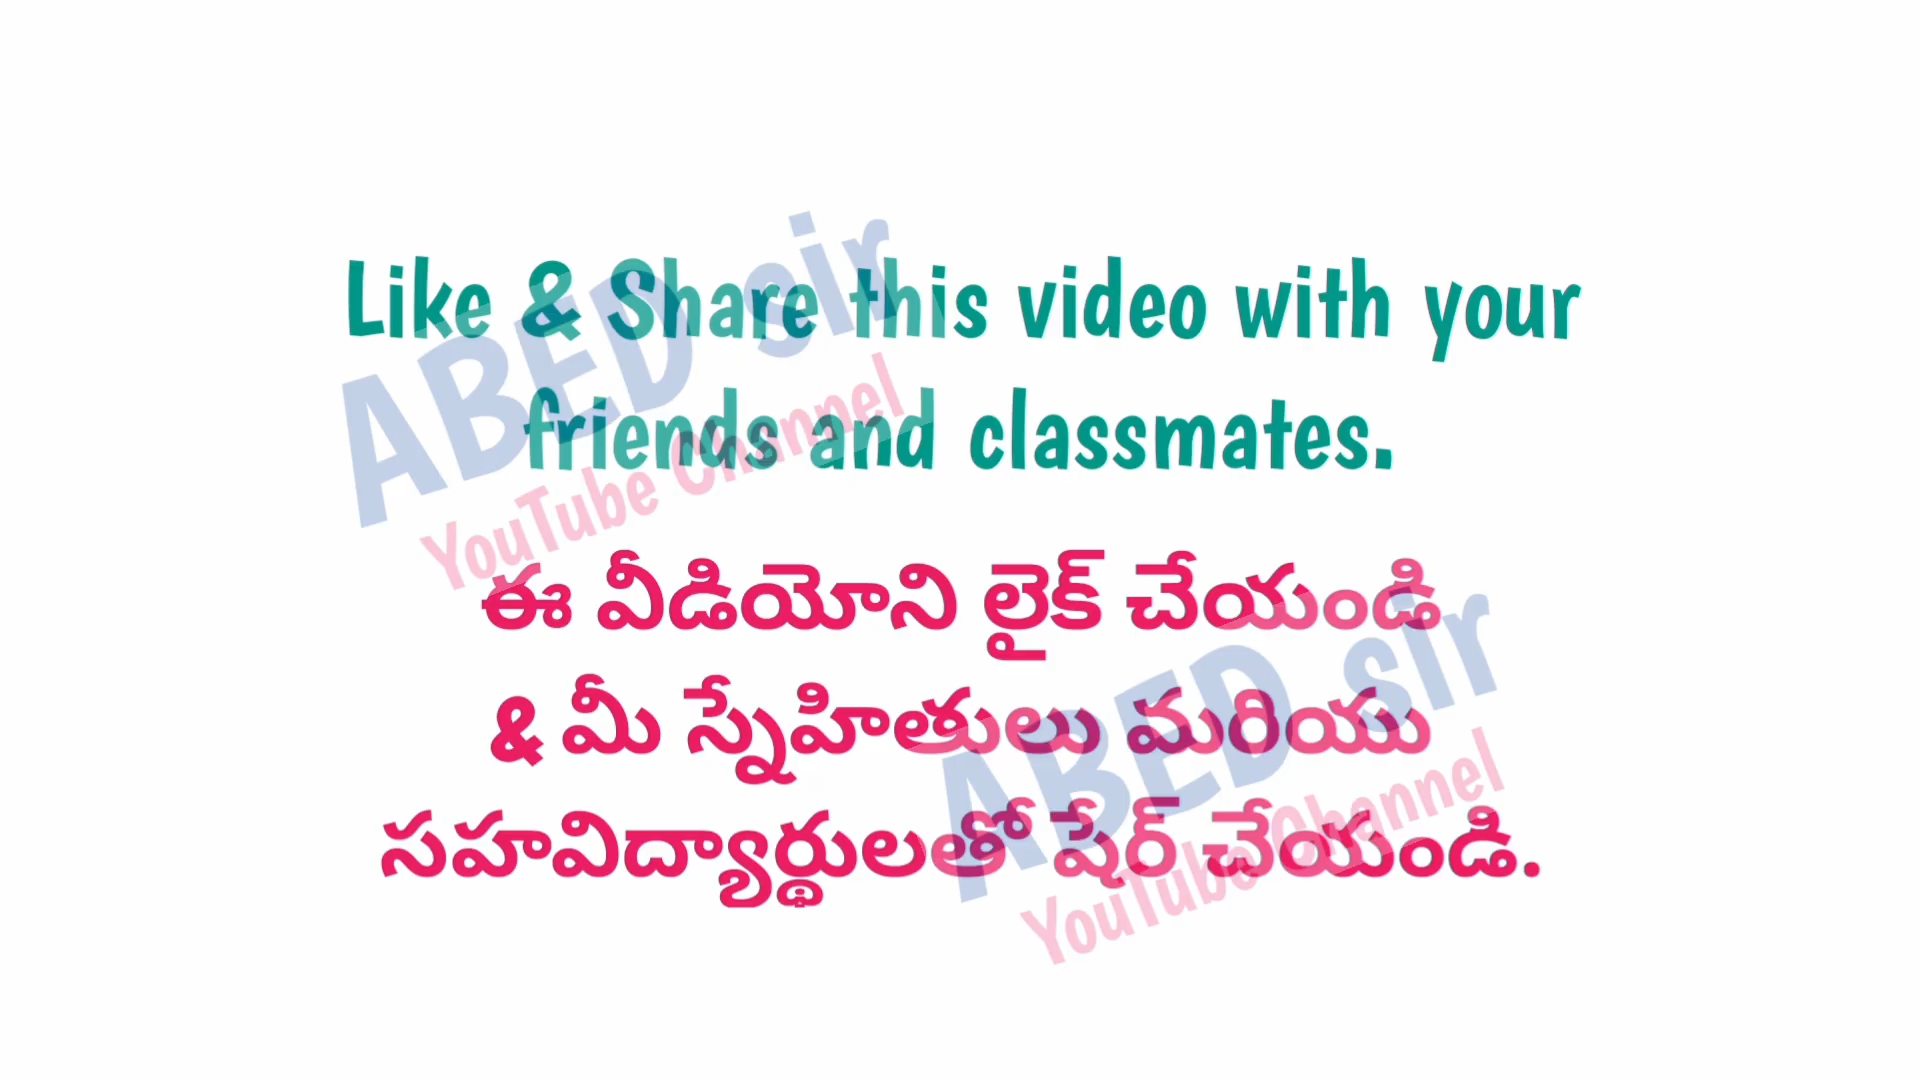 Like & Share this video with your
friends and classmates.
ఈ వీడియోని లైక్ చేయండి
& మీ స్నేహితులు మరియు
సహవిద్యార్థులతో షేర్ చేయండి.
ABED sir
YouTube Channel
ABED sir
YouTube Channel